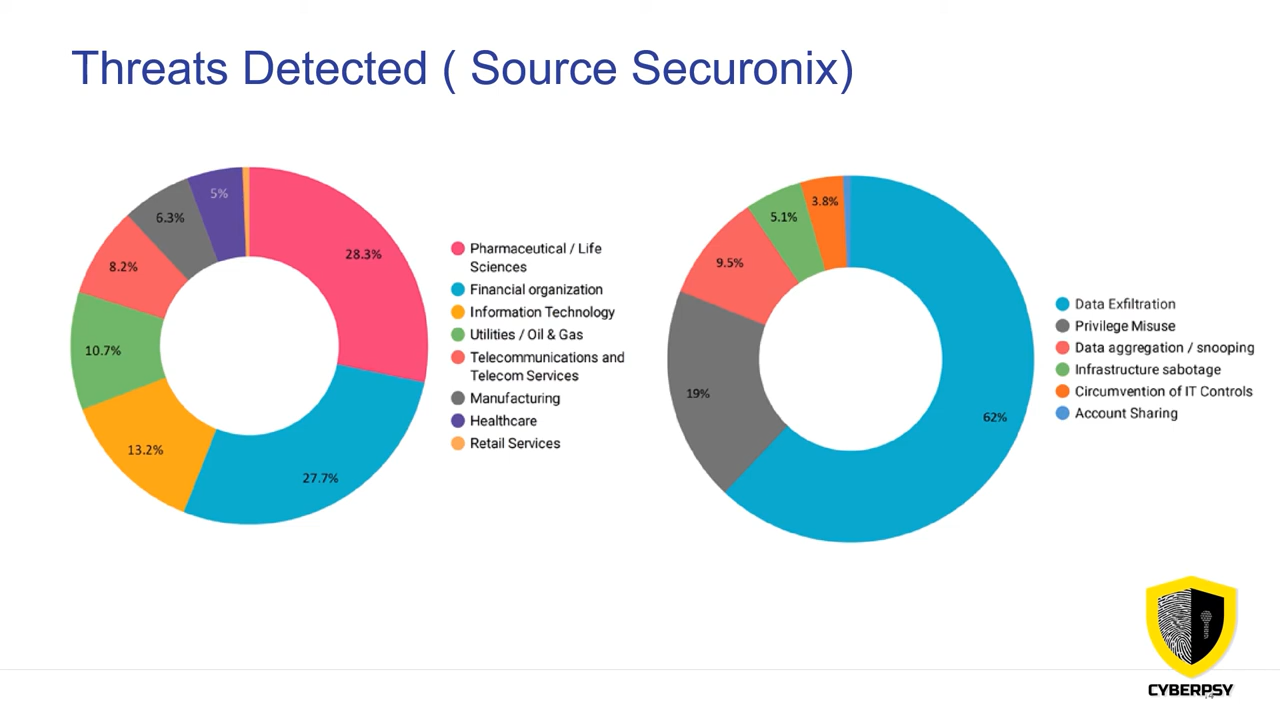 Threats Detected ( Source Securonix)
5%
6.3%
8.2%
10.7%
13.2%
27.7%
28.3%
Pharmaceutical / Life
Sciences
Financial organization
Information Technology
Utilities / Oil & Gas
Telecommunications and
Telecom Services
Manufacturing
Healthcare
Retail Services
3.8%
5.1%
9.5%
19%
62%
Data Exfiltration
Privilege Misuse
Data aggregation / snooping
Infrastructure sabotage
Circumvention of IT Controls
Account Sharing
CYBERPSY